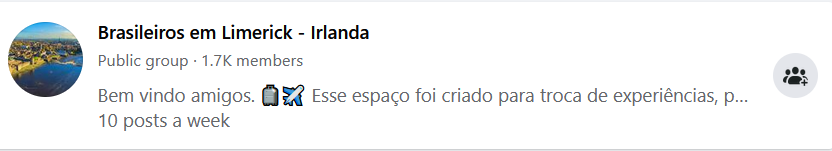 Brasileiros em Limerick - Irlanda
Public group · 1.7K members
Bem vindo amigos. 🧳✈️ Esse espaço foi criado para troca de experiências, p...
10 posts a week